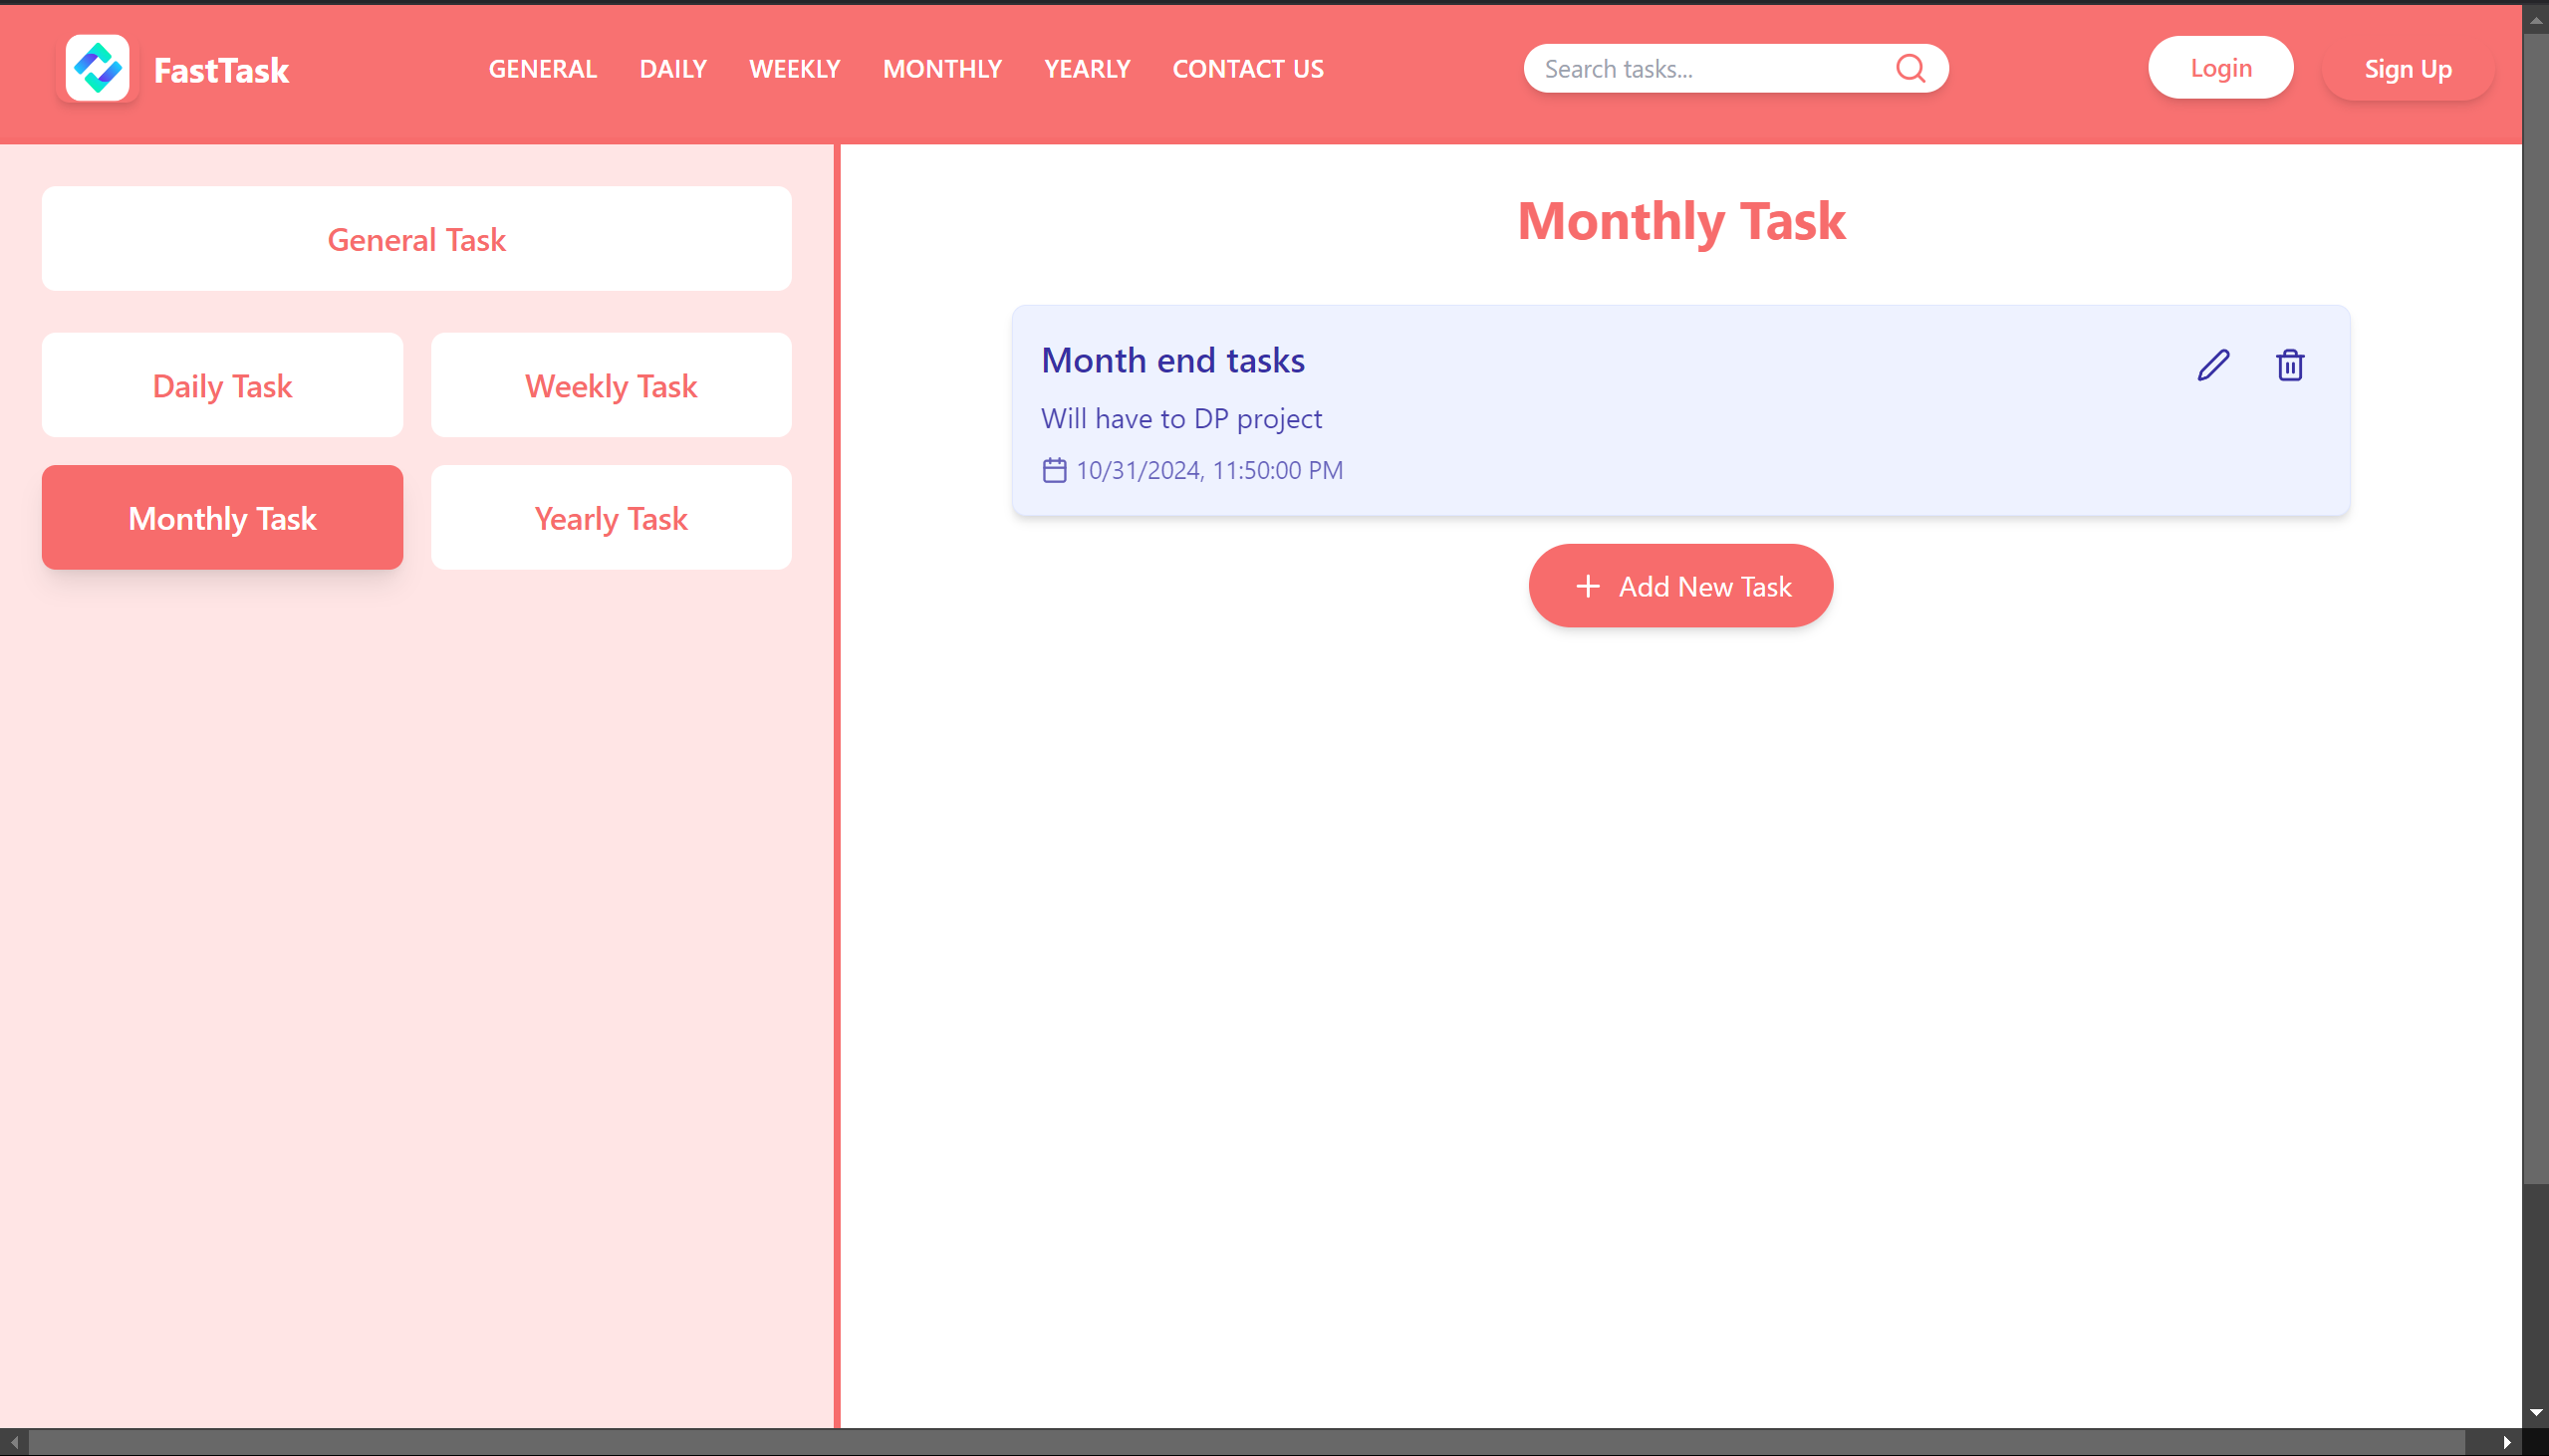 FastTask
GENERAL DAILY WEEKLY MONTHLY YEARLY CONTACT US
Search tasks...
Login
Sign Up
General Task
Daily Task
Weekly Task
Monthly Task
Yearly Task
Monthly Task
Month end tasks
Will have to DP project
10/31/2024, 11:50:00 PM
Add New Task